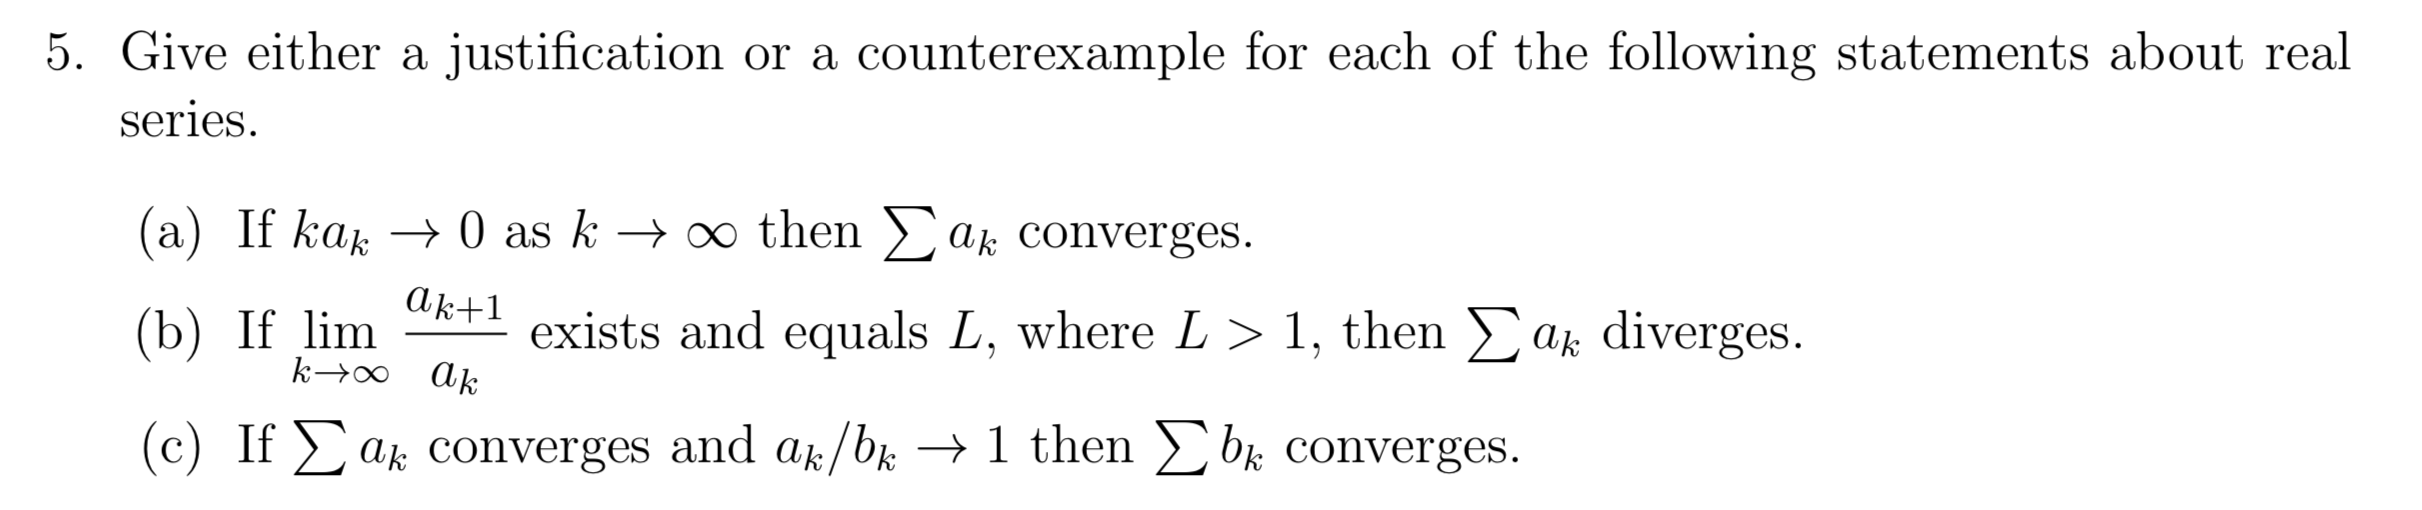 5. Give either a justification or a counterexample for each of the following statements about real
series.
(a) If $ka_k \to 0$ as $k \to \infty$ then $\sum a_k$ converges.
(b) If $\lim_{k \to \infty} \frac{a_{k+1}}{a_k}$ exists and equals $L$, where $L > 1$, then $\sum a_k$ diverges.
(c) If $\sum a_k$ converges and $a_k/b_k \to 1$ then $\sum b_k$ converges.